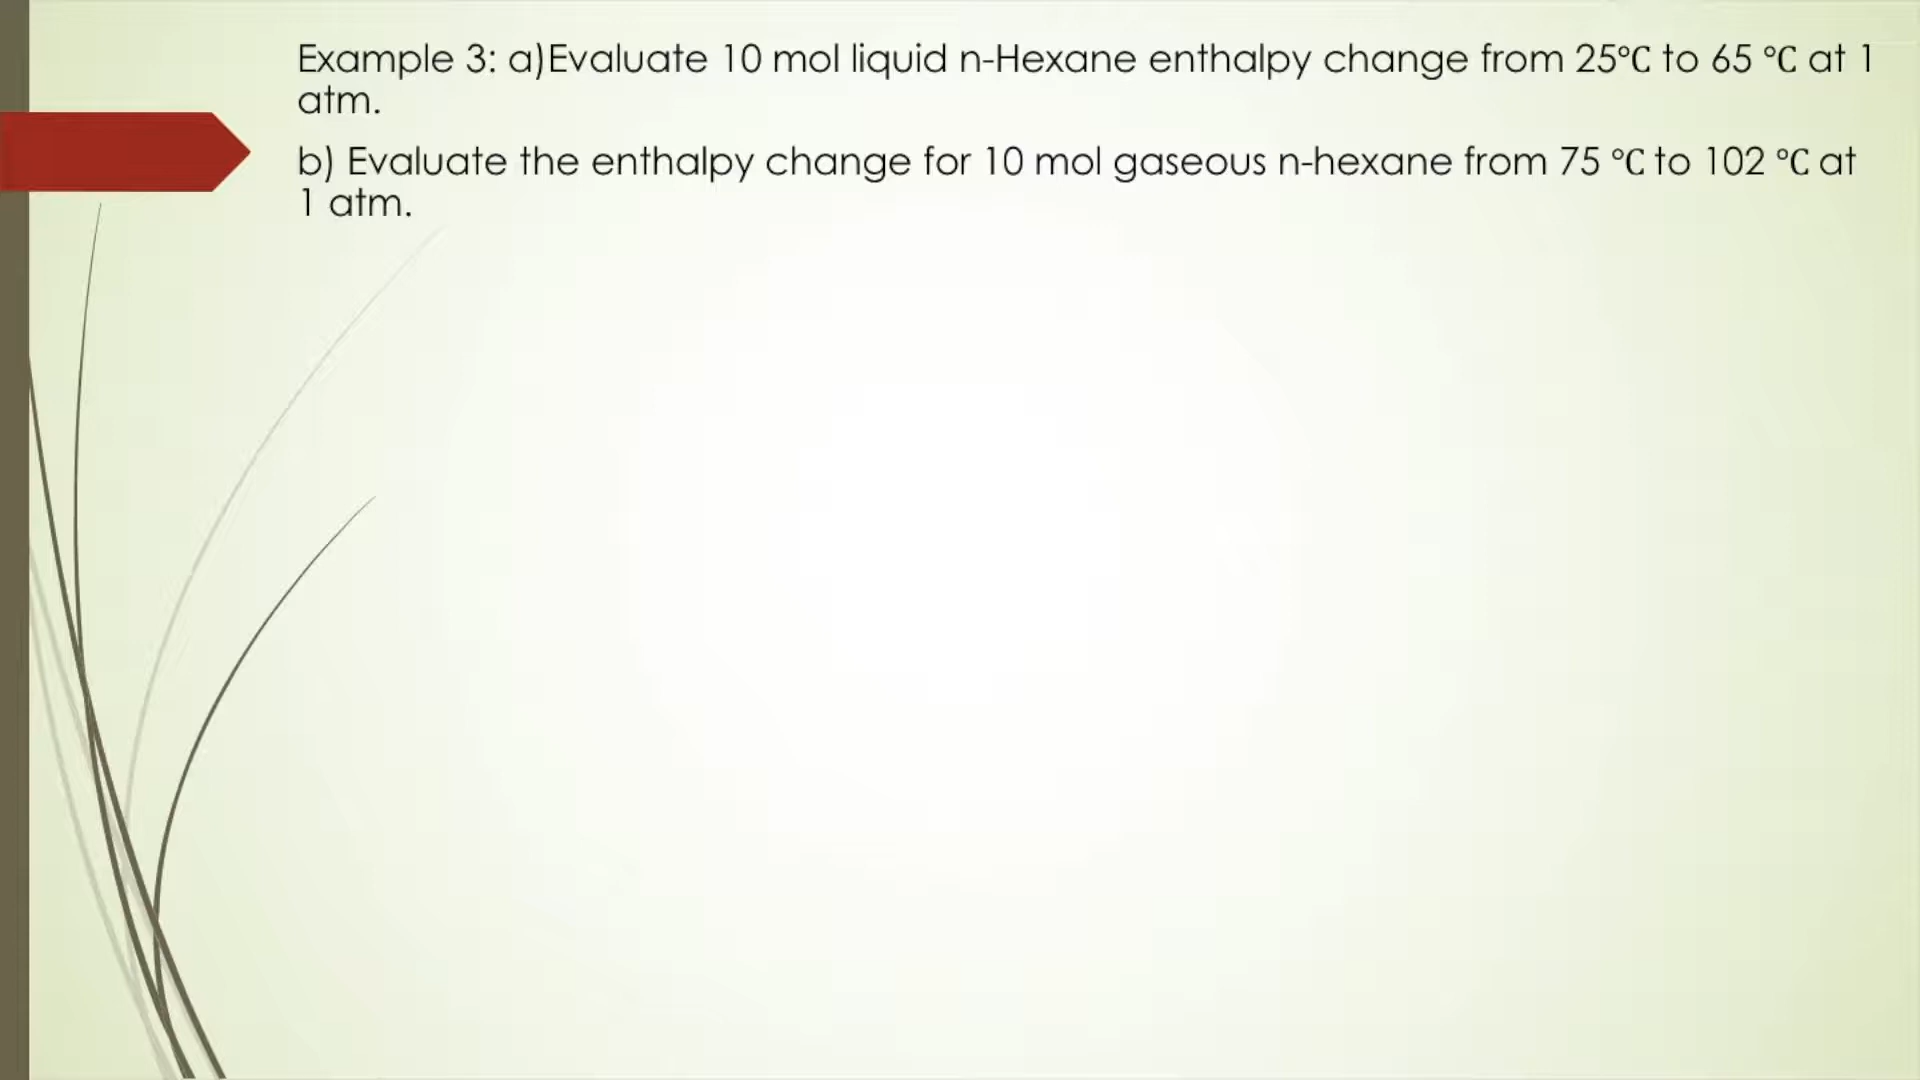 Example 3: a)Evaluate 10 mol liquid n-Hexane enthalpy change from 25℃ to 65 ℃ at 1
atm.
b) Evaluate the enthalpy change for 10 mol gaseous n-hexane from 75 ℃ to 102 ℃ at
1 atm.